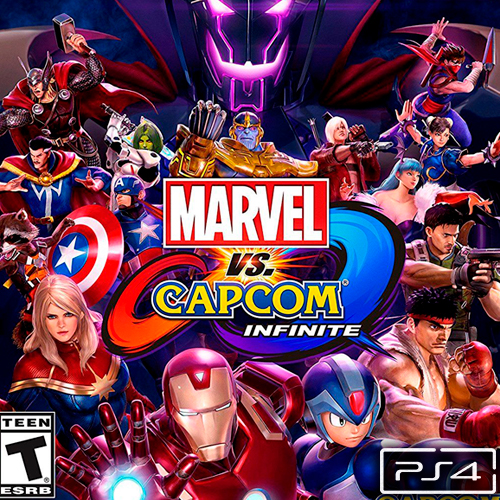 MARVEL
VS.
CAPCOM
INFINITE
TEEN
T
ESRB
PS4